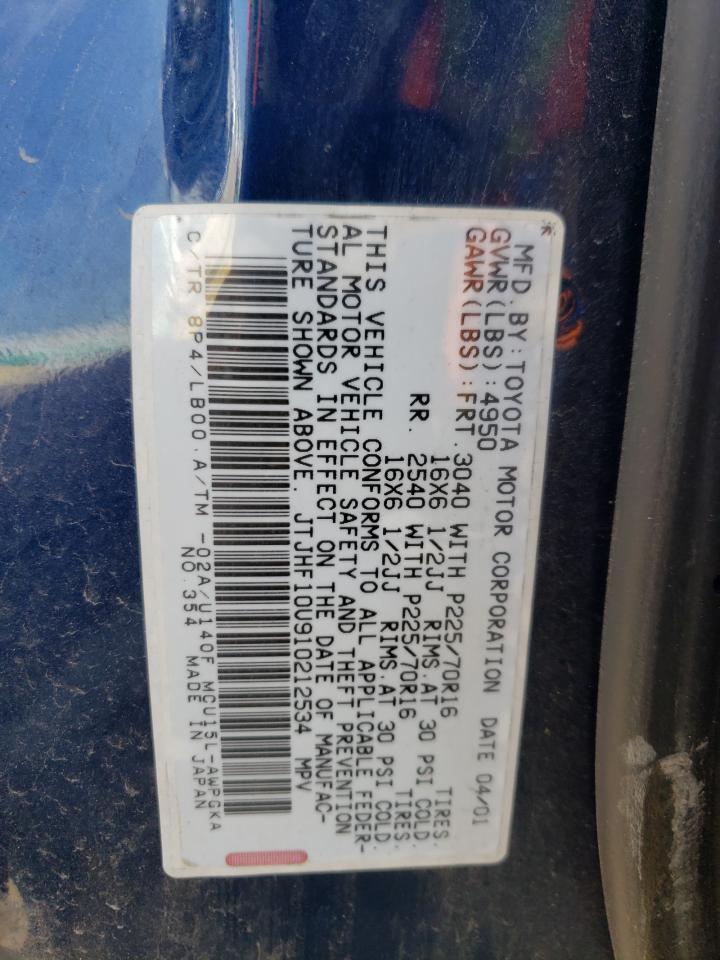 MFD.BY:TOYOTA MOTOR CORPORATION DATE 04/01
GVWR(LBS):4950
GAWR(LBS):FRT.3040 WITH P225/70R16 TIRES.
16X6 1/2JJ RIMS.AT 30 PSI COLD.
RR. 2540 WITH P225/70R16 TIRES.
16X6 1/2JJ RIMS.AT 30 PSI COLD.
THIS VEHICLE CONFORMS TO ALL APPLICABLE FEDER-
AL MOTOR VEHICLE SAFETY AND THEFT PREVENTION
STANDARDS IN EFFECT ON THE DATE OF MANUFAC-
TURE SHOWN ABOVE. JTJHF10U910212534 MPV
C/TR 8P4/LB00.A/TM -02A/U140F MCU15L-AWPGKA
NO.354 MADE IN JAPAN